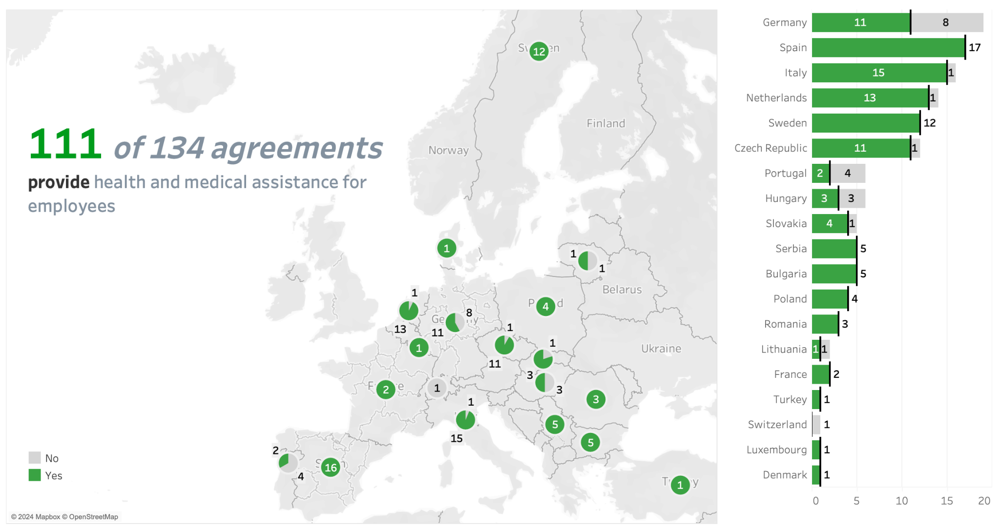 111 of 134 agreements
provide health and medical assistance for
employees
No
Yes
© 2024 Mapbox © OpenStreetMap
12
Finland
Norway
1
1
1
Belarus
1
13
8
11
4
1
1
11
1
Ukraine
3
3
2
1
1
15
3
5
5
2
4
16
1
Germany 11 8
Spain 17
Italy 15 1
Netherlands 13 1
Sweden 12
Czech Republic 11 1
Portugal 2 4
Hungary 3 3
Slovakia 4 1
Serbia 5
Bulgaria 5
Poland 4
Romania 3
Lithuania 1 1
France 2
Turkey 1
Switzerland 1
Luxembourg 1
Denmark 1
0 5 10 15 20